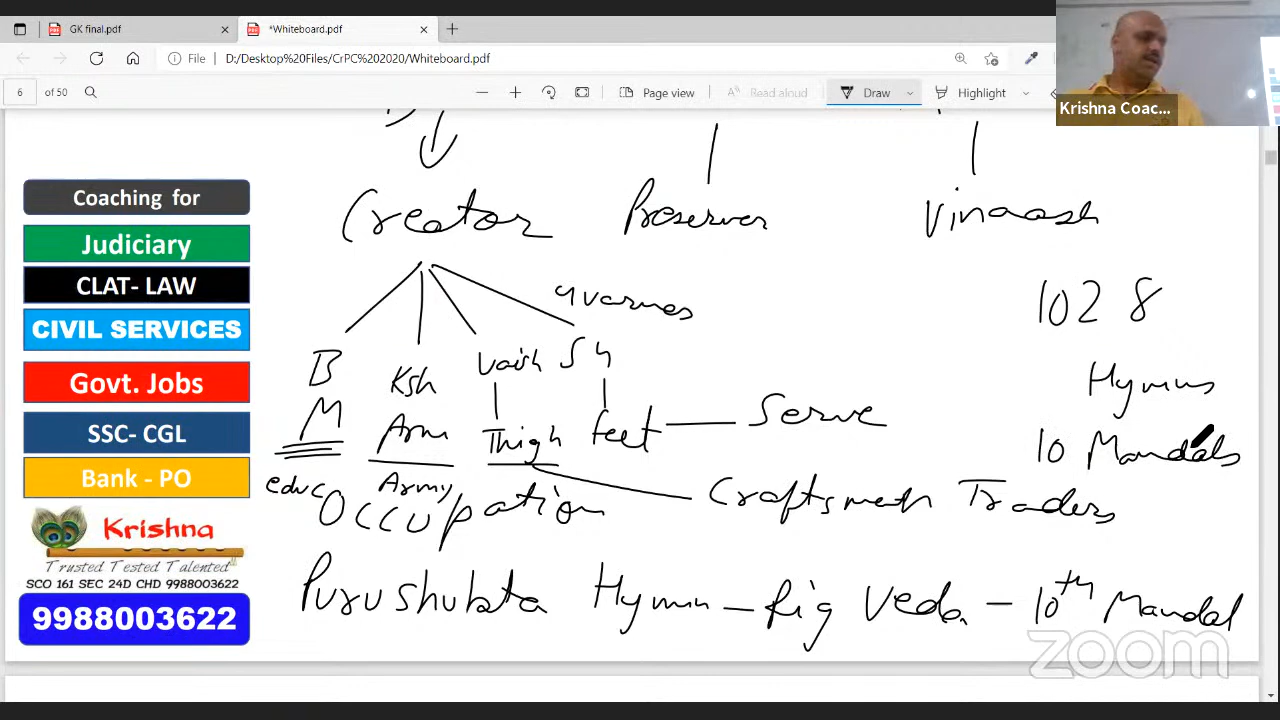 GK final.pdf
*Whiteboard.pdf
File D:/Desktop%20Files/CrPC%202020/Whiteboard.pdf
6 of 50 Page view Read aloud Draw Highlight
Krishna Coac...
Creator Preserver Vinaash
4 varnas
1028
Hymns
10 Mandals
B Ksh Vaish Sh
M Arm Thigh feet — Serve
educ Army Craftsmeth Traders
Occupation
Purushukta Hymn – Rig Veda – 10th Mandal
Coaching for
Judiciary
CLAT- LAW
CIVIL SERVICES
Govt. Jobs
SSC- CGL
Bank - PO
Krishna
Trusted Tested Talented
SCO 161 SEC 24D CHD 9988003622
9988003622
zoom